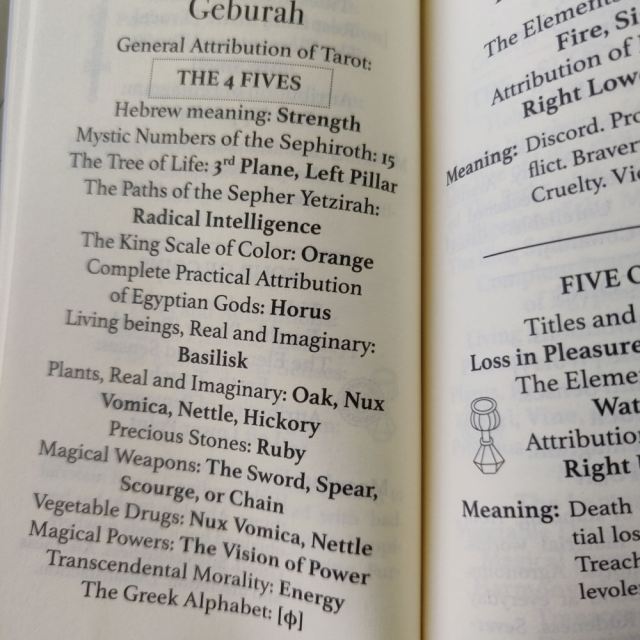 Geburah
General Attribution of Tarot:
THE 4 FIVES
Hebrew meaning: Strength
Mystic Numbers of the Sephiroth: 15
The Tree of Life: 3rd Plane, Left Pillar
The Paths of the Sepher Yetzirah:
Radical Intelligence
The King Scale of Color: Orange
Complete Practical Attribution
of Egyptian Gods: Horus
Living beings, Real and Imaginary:
Basilisk
Plants, Real and Imaginary: Oak, Nux
Vomica, Nettle, Hickory
Precious Stones: Ruby
Magical Weapons: The Sword, Spear,
Scourge, or Chain
Vegetable Drugs: Nux Vomica, Nettle
Magical Powers: The Vision of Power
Transcendental Morality: Energy
The Greek Alphabet: [ϕ]
The Elements
Fire, Si
Attribution of
Right Low
Meaning: Discord. Pro
flict. Braver
Cruelty. Vi
FIVE
Titles and
Loss in Pleasure
The Eleme
Wat
Attribution
Right
Meaning: Death
tial los
Treach
levole